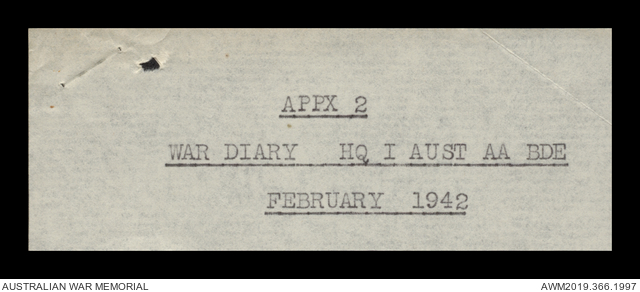 APPX 2
WAR DIARY HQ I AUST AA BDE
FEBRUARY 1942
AUSTRALIAN WAR MEMORIAL
AWM2019.366.1997